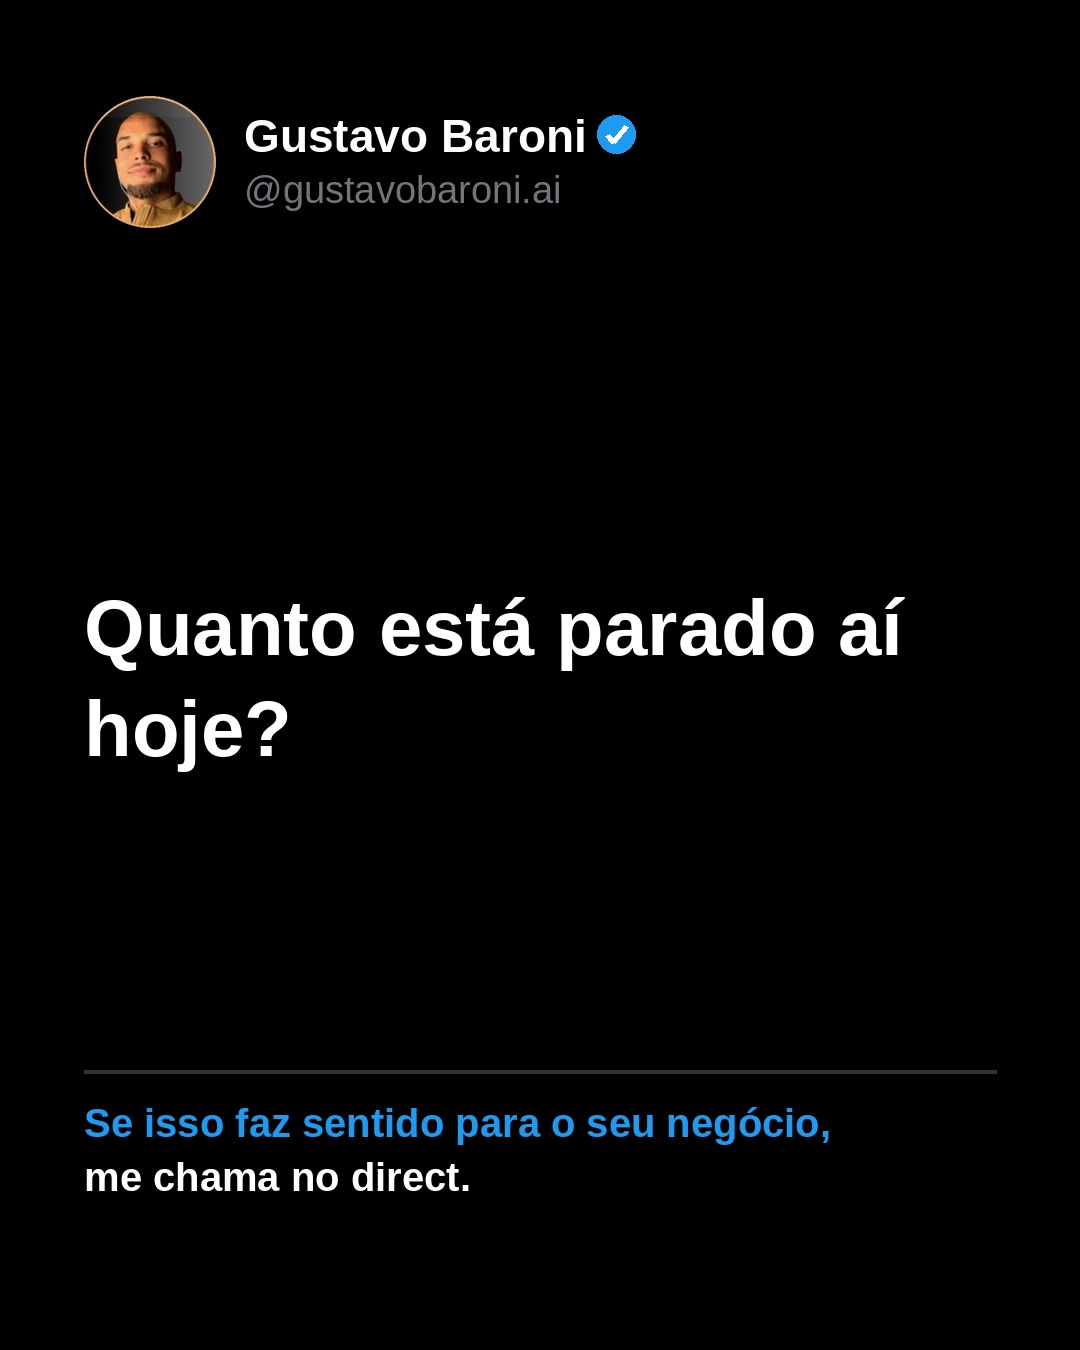 Gustavo Baroni
@gustavobaroni.ai
Quanto está parado aí
hoje?
Se isso faz sentido para o seu negócio,
me chama no direct.